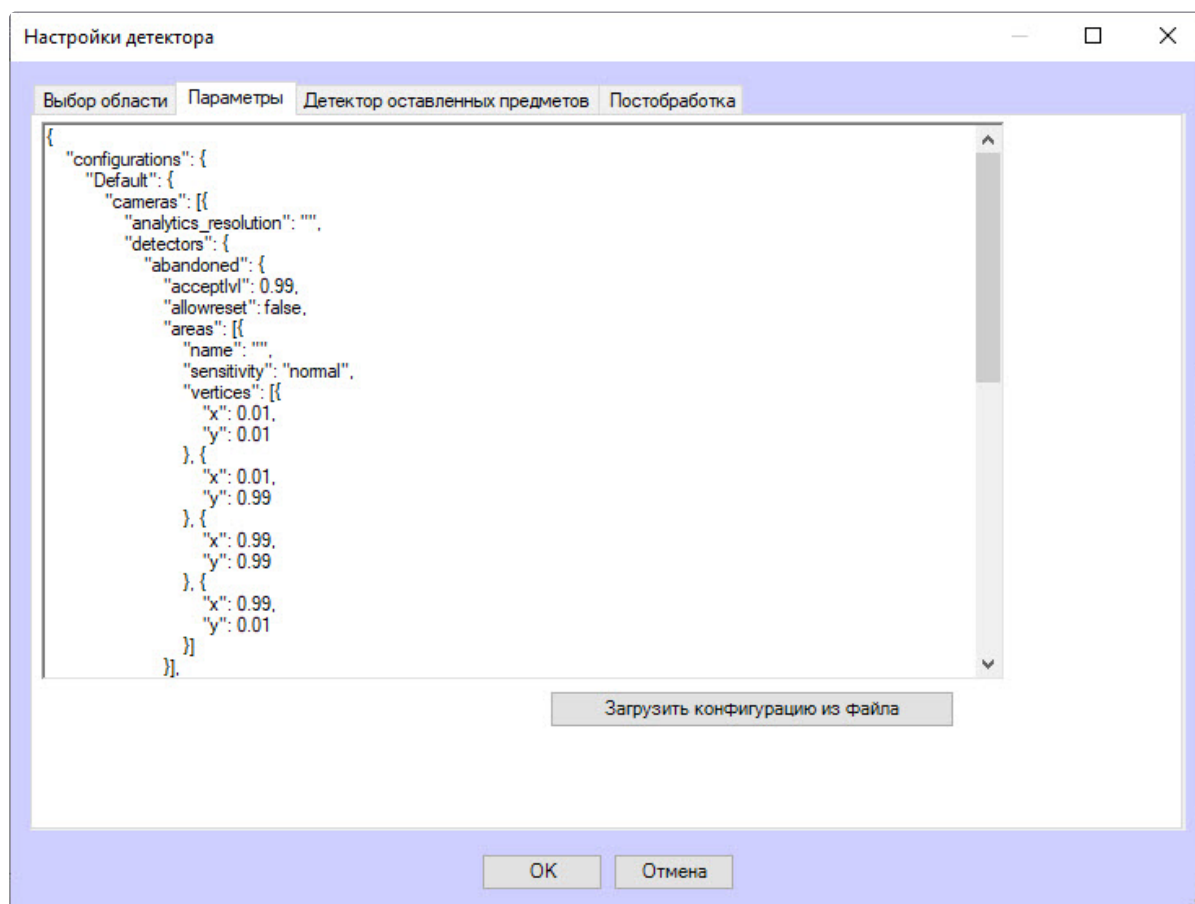 Настройки детектора
Выбор области Параметры Детектор оставленных предметов Постобработка
{
"configurations": {
"Default": {
"cameras": [{
"analytics_resolution": "",
"detectors": {
"abandoned": {
"acceptlvl": 0.99,
"allowreset": false,
"areas": [{
"name": "",
"sensitivity": "normal",
"vertices": [{
"x": 0.01,
"y": 0.01
}, {
"x": 0.01,
"y": 0.99
}, {
"x": 0.99,
"y": 0.99
}, {
"x": 0.99,
"y": 0.01
}]
}],
Загрузить конфигурацию из файла
OK Отмена